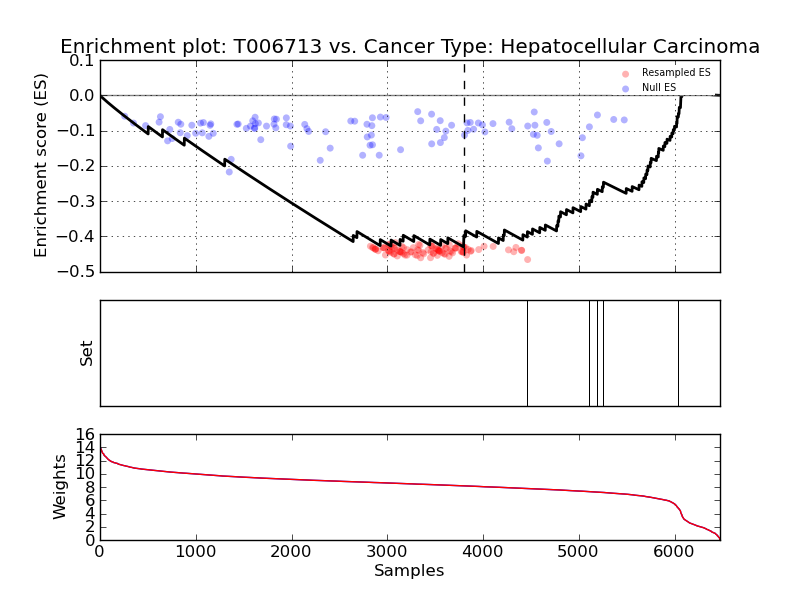 Enrichment plot: T006713 vs. Cancer Type: Hepatocellular Carcinoma
Enrichment score (ES)
0.1
0.0
−0.1
−0.2
−0.3
−0.4
−0.5
Resampled ES
Null ES
Set
Weights
16
14
12
10
8
6
4
2
0
0 1000 2000 3000 4000 5000 6000
Samples